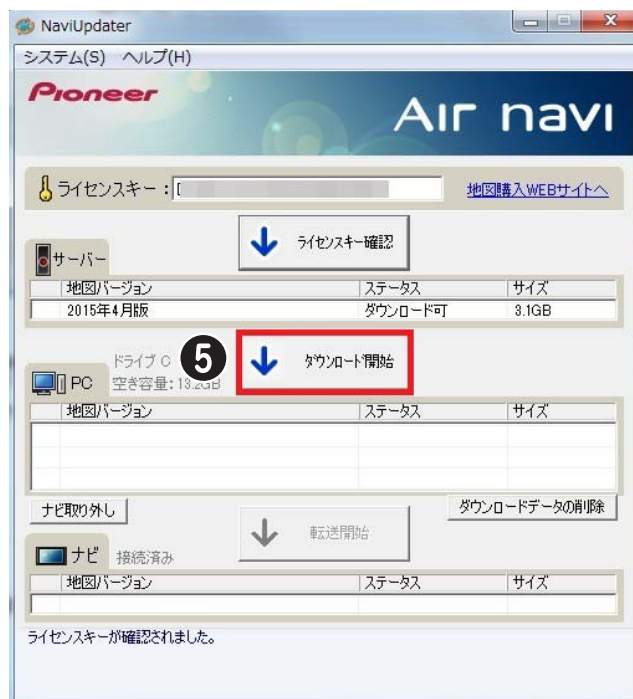 NaviUpdater
システム(S) ヘルプ(H)
Pioneer
AIr navi
ライセンスキー：
地図購入WEBサイトへ
ライセンスキー確認
サーバー
地図バージョン ステータス サイズ
2015年4月版 ダウンロード可 3.1GB
ドライブ C
5
ダウンロード開始
PC 空き容量: 13.2GB
地図バージョン ステータス サイズ
ナビ取り外し
ダウンロードデータの削除
転送開始
ナビ 接続済み
地図バージョン ステータス サイズ
ライセンスキーが確認されました。